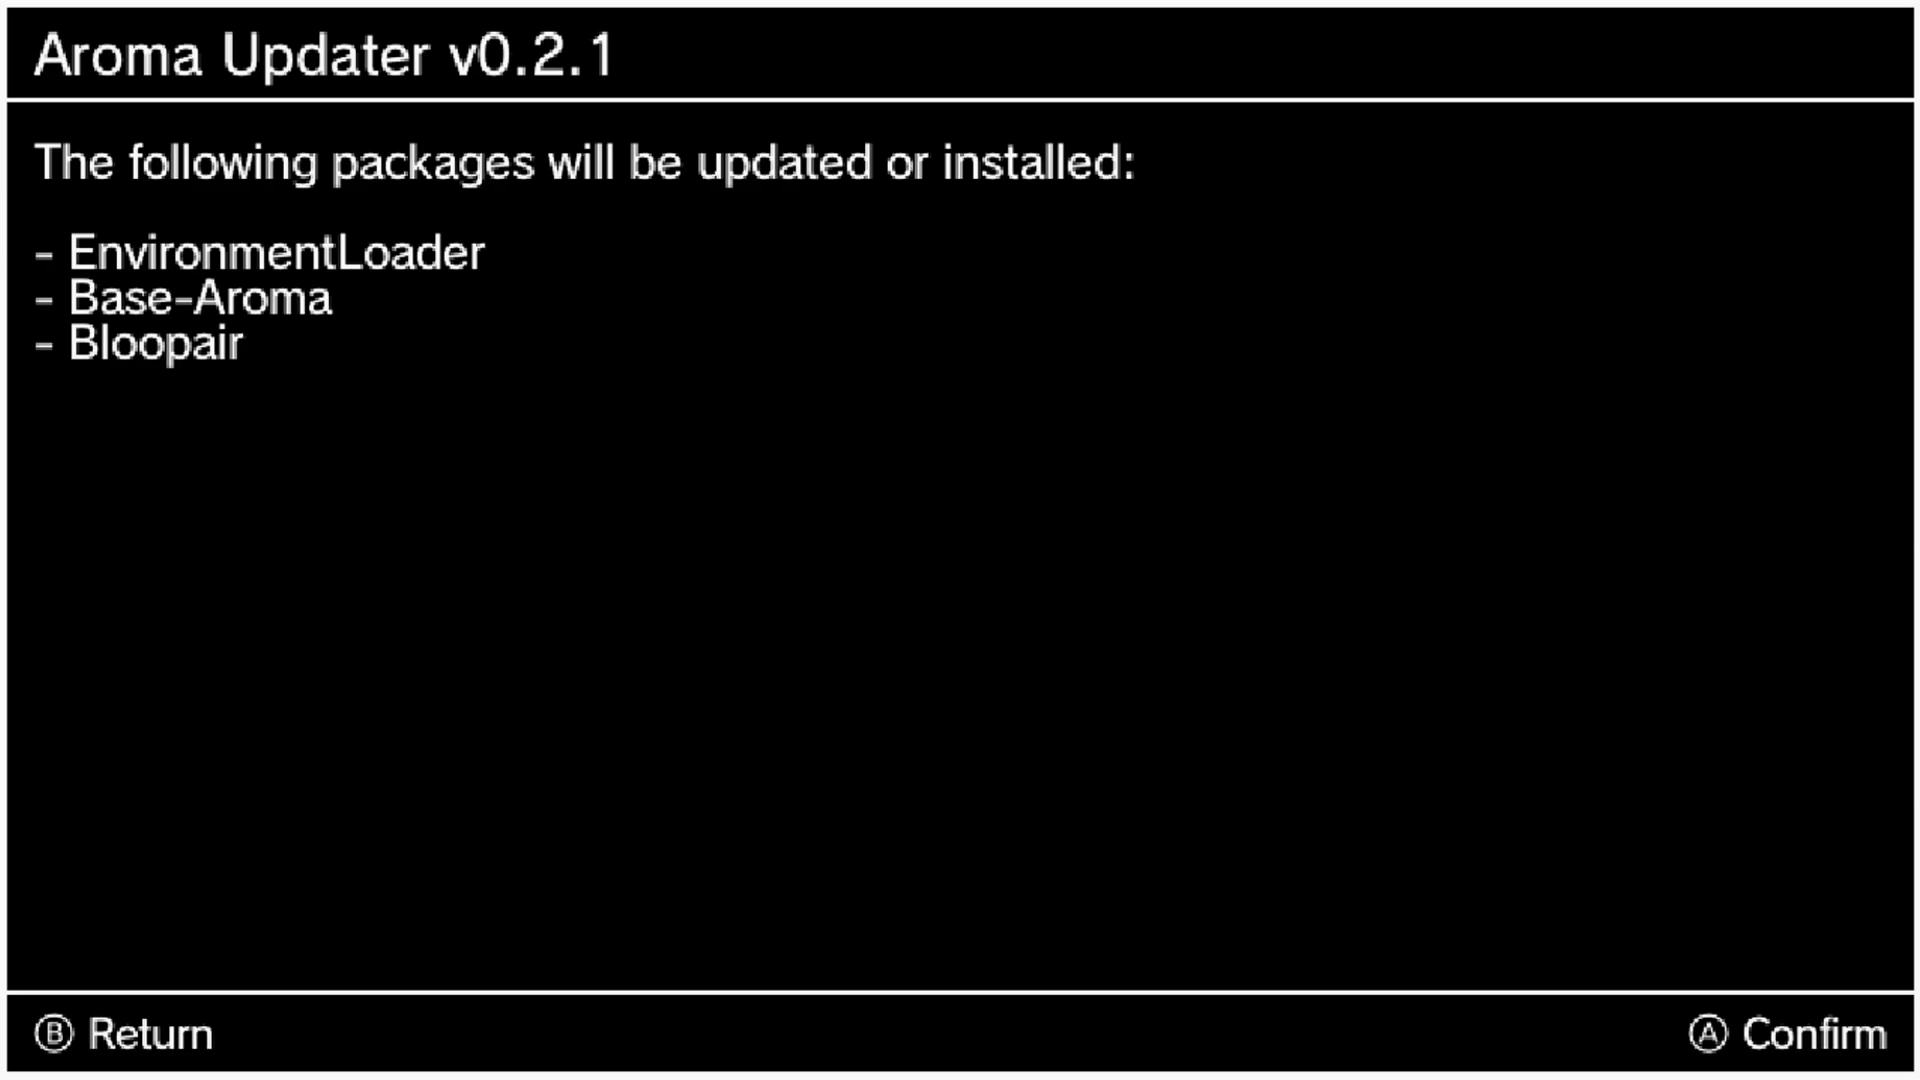 Aroma Updater v0.2.1
The following packages will be updated or installed:
- EnvironmentLoader
- Base-Aroma
- Bloopair
Ⓑ Return
Ⓐ Confirm